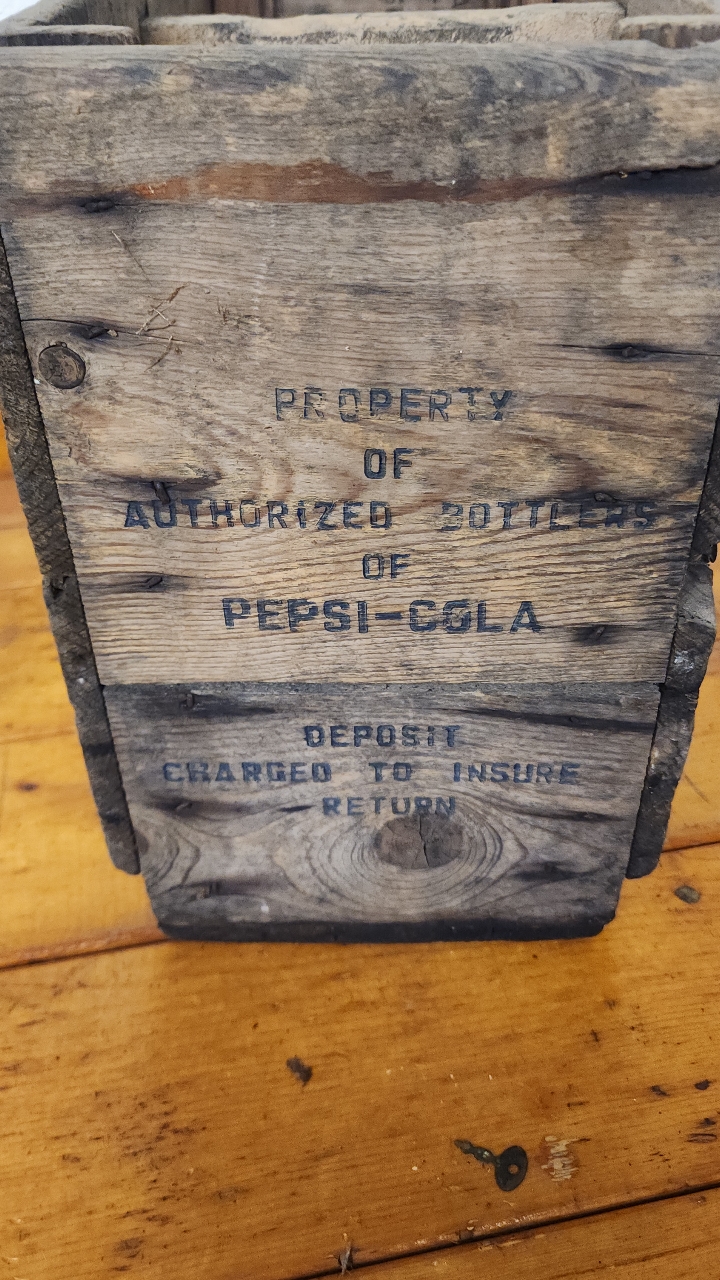 PROPERTY
OF
AUTHORIZED BOTTLERS
OF
PEPSI-COLA
DEPOSIT
CHARGED TO INSURE
RETURN